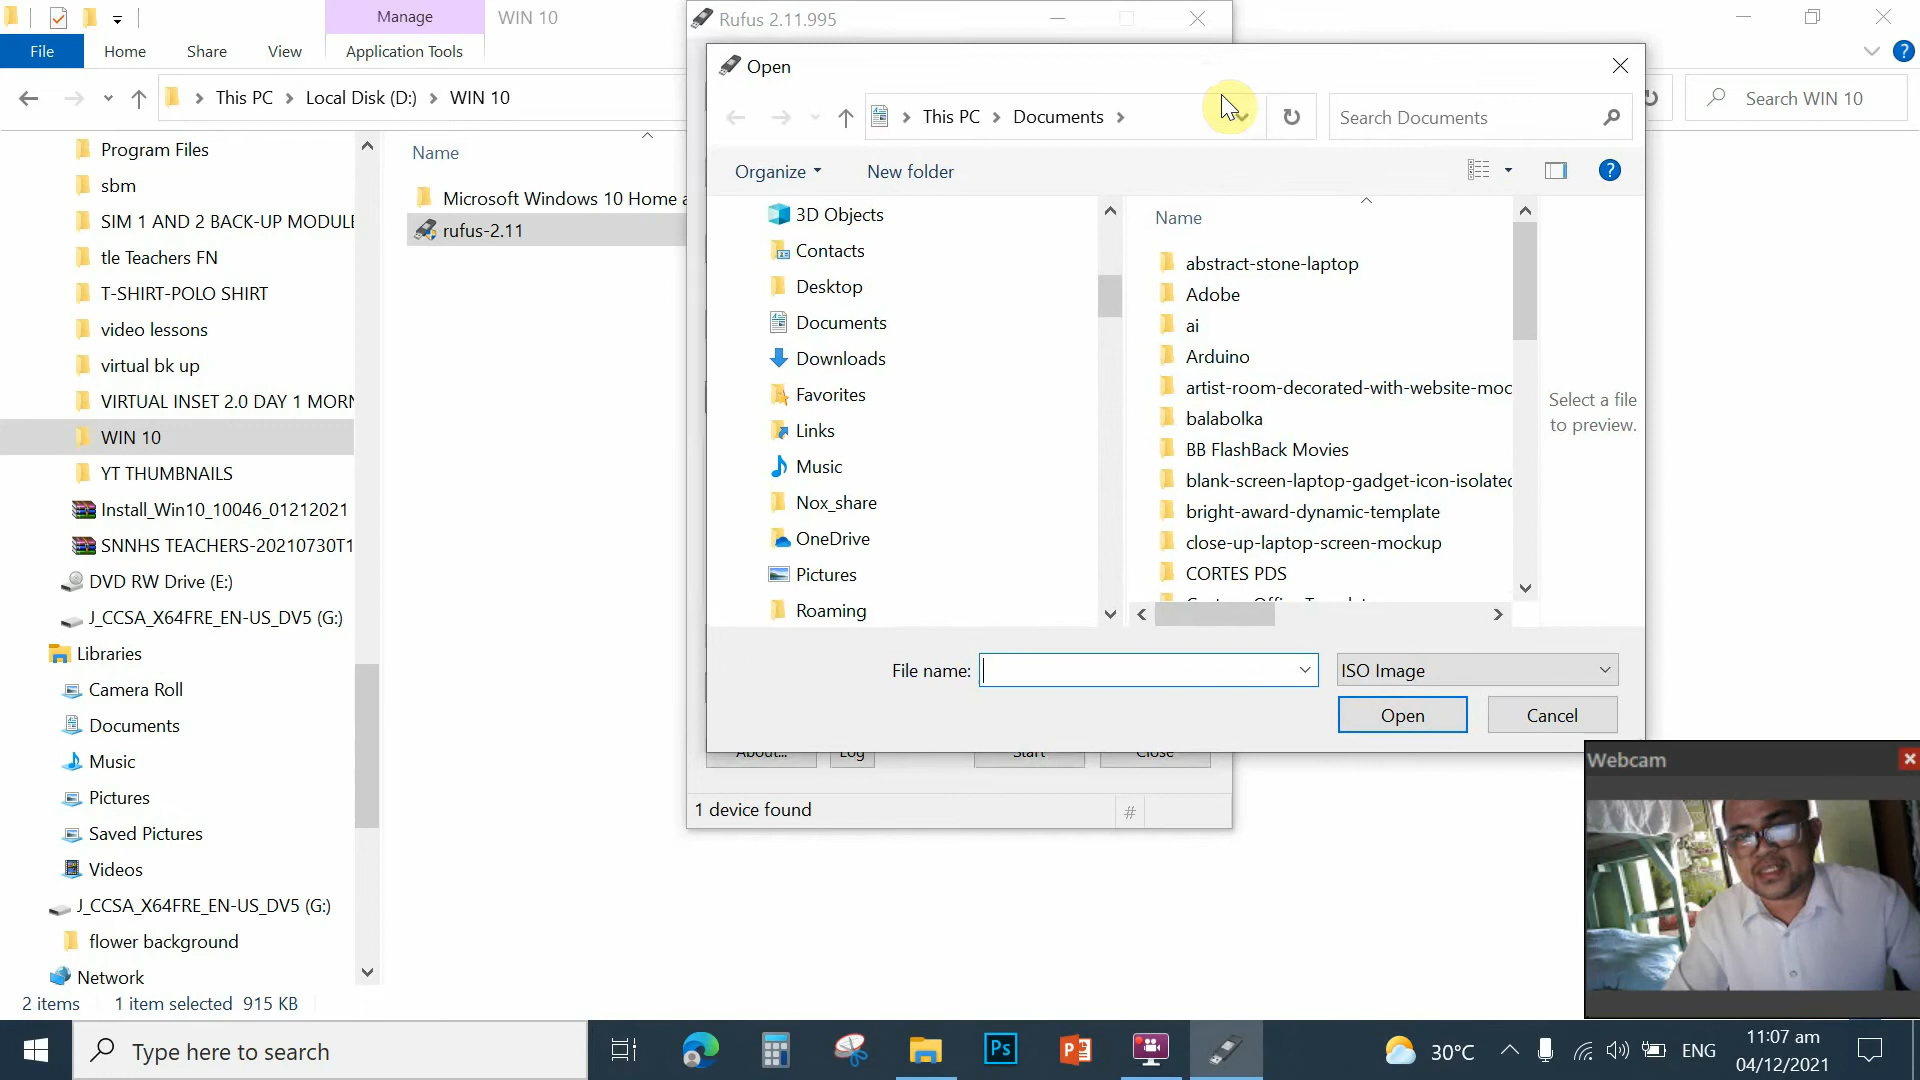 Manage
WIN 10
File
Home
Share
View
Application Tools
This PC
Local Disk (D:)
WIN 10
Search WIN 10
Program Files
sbm
SIM 1 AND 2 BACK-UP MODULE
tle Teachers FN
T-SHIRT-POLO SHIRT
video lessons
virtual bk up
VIRTUAL INSET 2.0 DAY 1 MORN
WIN 10
YT THUMBNAILS
Install_Win10_10046_01212021
SNNHS TEACHERS-20210730T1
DVD RW Drive (E:)
J_CCSA_X64FRE_EN-US_DV5 (G:)
Libraries
Camera Roll
Documents
Music
Pictures
Saved Pictures
Videos
J_CCSA_X64FRE_EN-US_DV5 (G:)
flower background
Network
2 items
1 item selected 915 KB
Name
Microsoft Windows 10 Home a
rufus-2.11
Rufus 2.11.995
Open
This PC
Documents
Search Documents
Organize
New folder
3D Objects
Contacts
Desktop
Documents
Downloads
Favorites
Links
Music
Nox_share
OneDrive
Pictures
Roaming
Name
abstract-stone-laptop
Adobe
ai
Arduino
artist-room-decorated-with-website-moc
balabolka
BB FlashBack Movies
blank-screen-laptop-gadget-icon-isolated
bright-award-dynamic-template
close-up-laptop-screen-mockup
CORTES PDS
Select a file
to preview.
File name:
ISO Image
Open
Cancel
About...
Log
Start
Close
1 device found
#
Webcam
Type here to search
Ps
30°C
ENG
11:07 am
04/12/2021